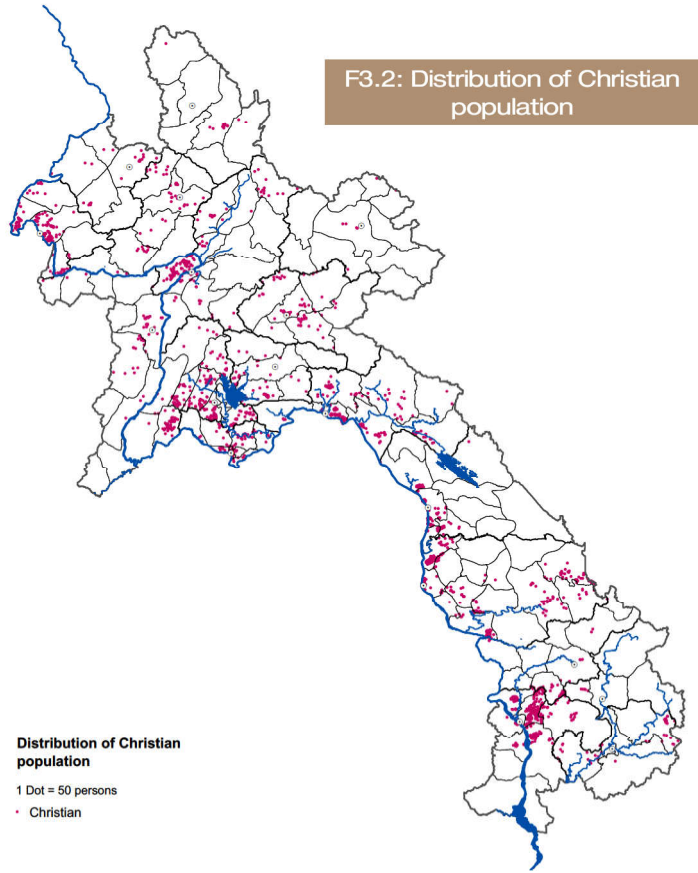 F3.2: Distribution of Christian
population
Distribution of Christian
population
1 Dot = 50 persons
Christian